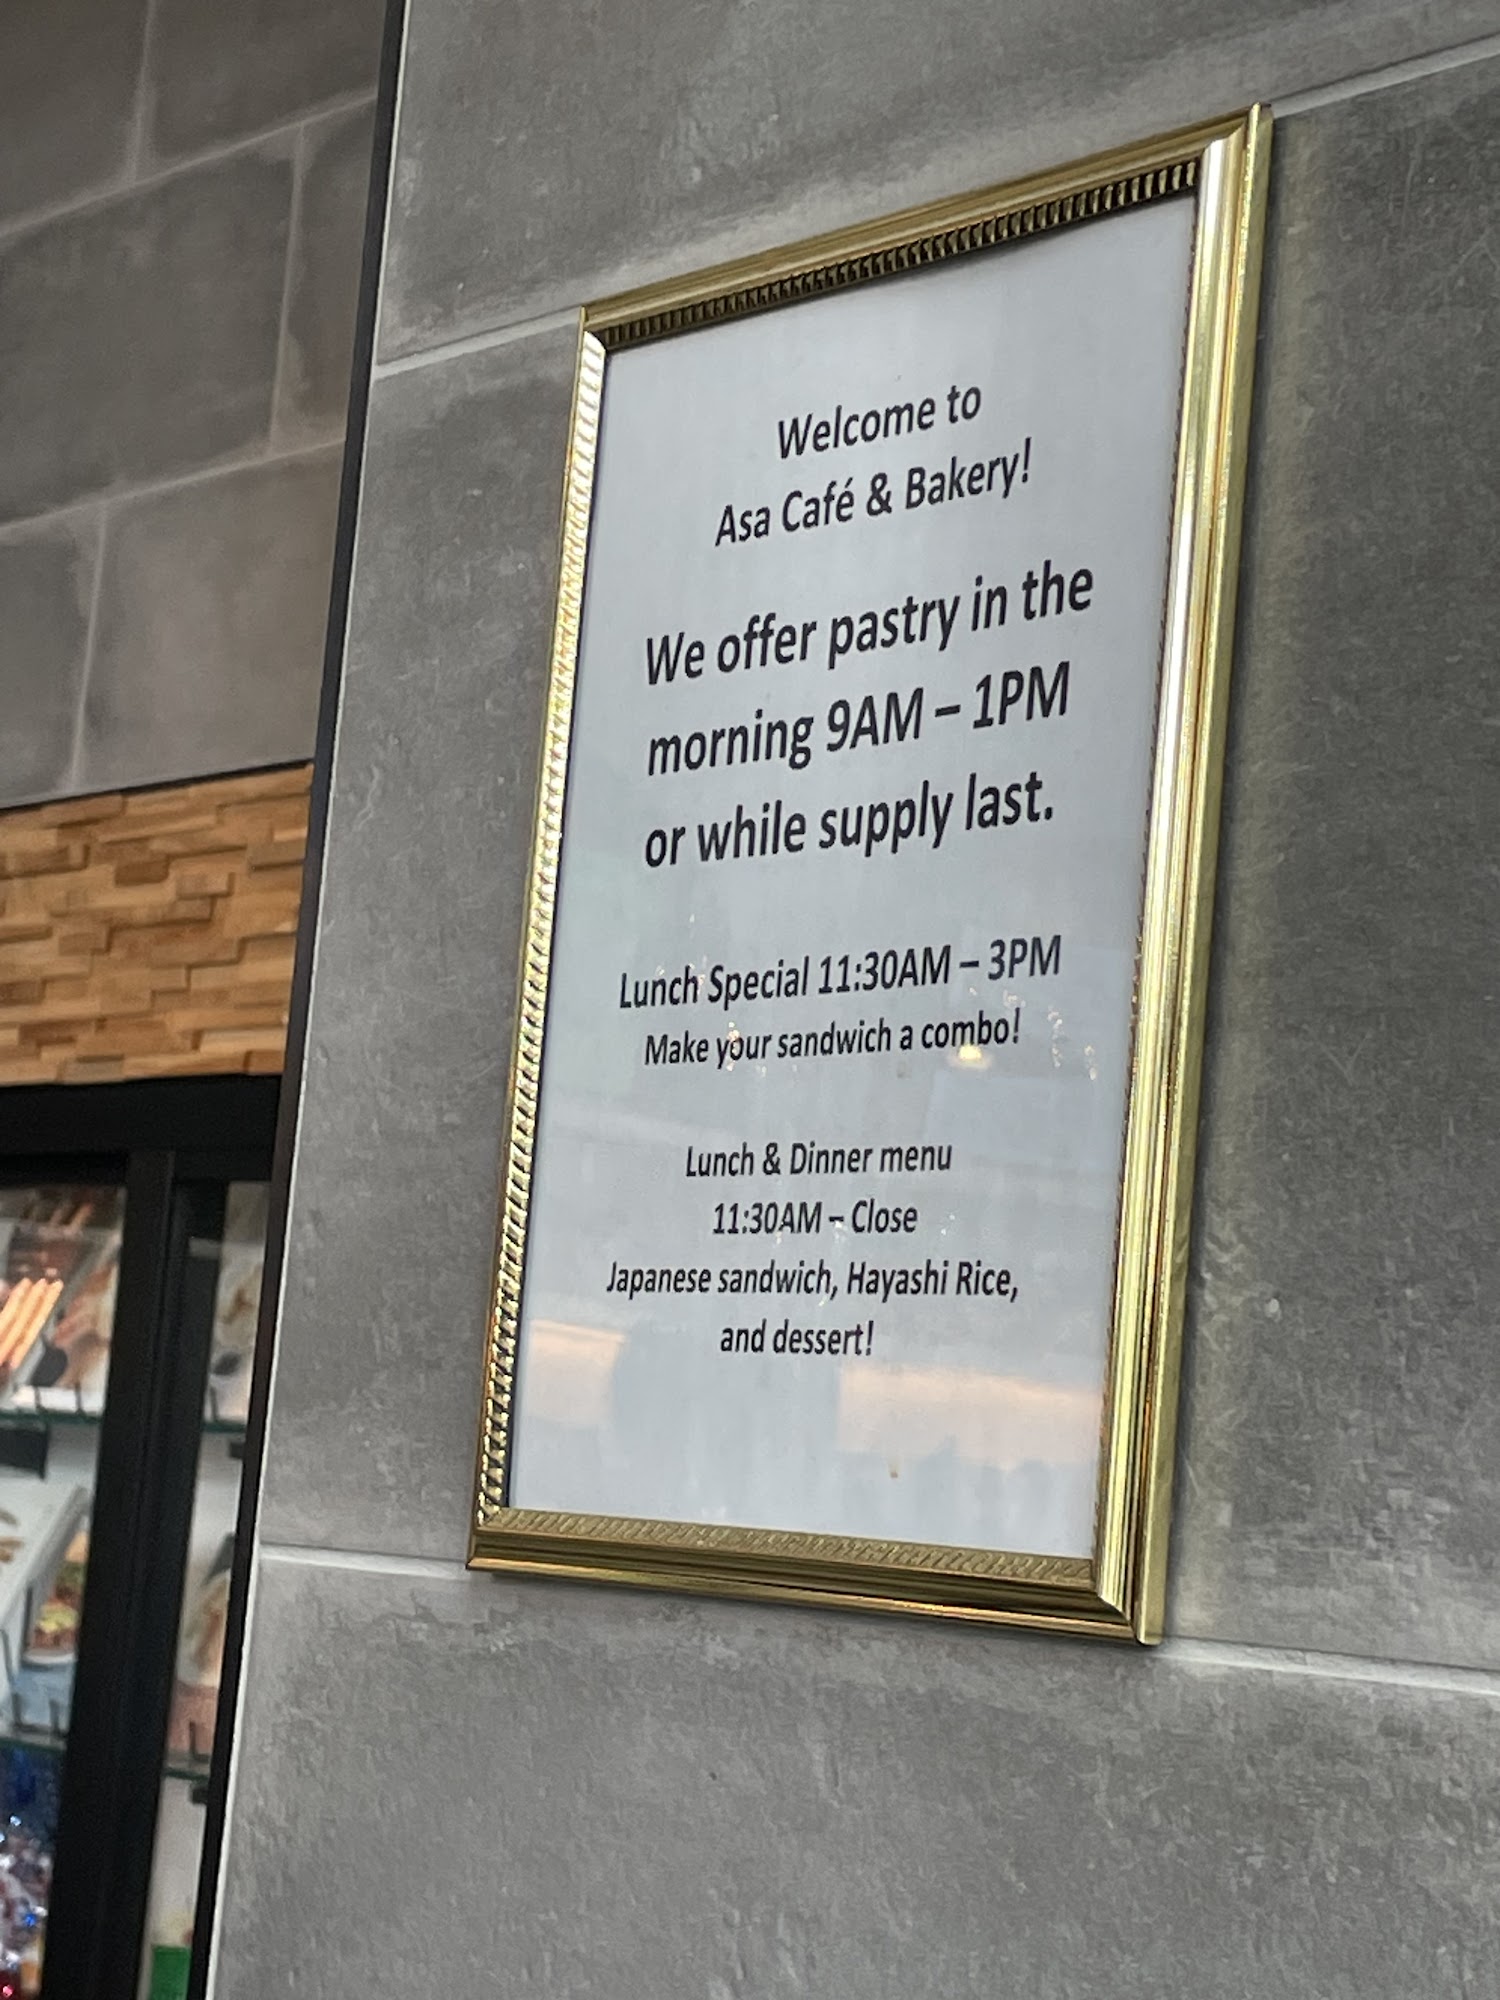 Welcome to
Asa Café & Bakery!
We offer pastry in the
morning 9AM – 1PM
or while supply last.
Lunch Special 11:30AM – 3PM
Make your sandwich a combo!
Lunch & Dinner menu
11:30AM – Close
Japanese sandwich, Hayashi Rice,
and dessert!